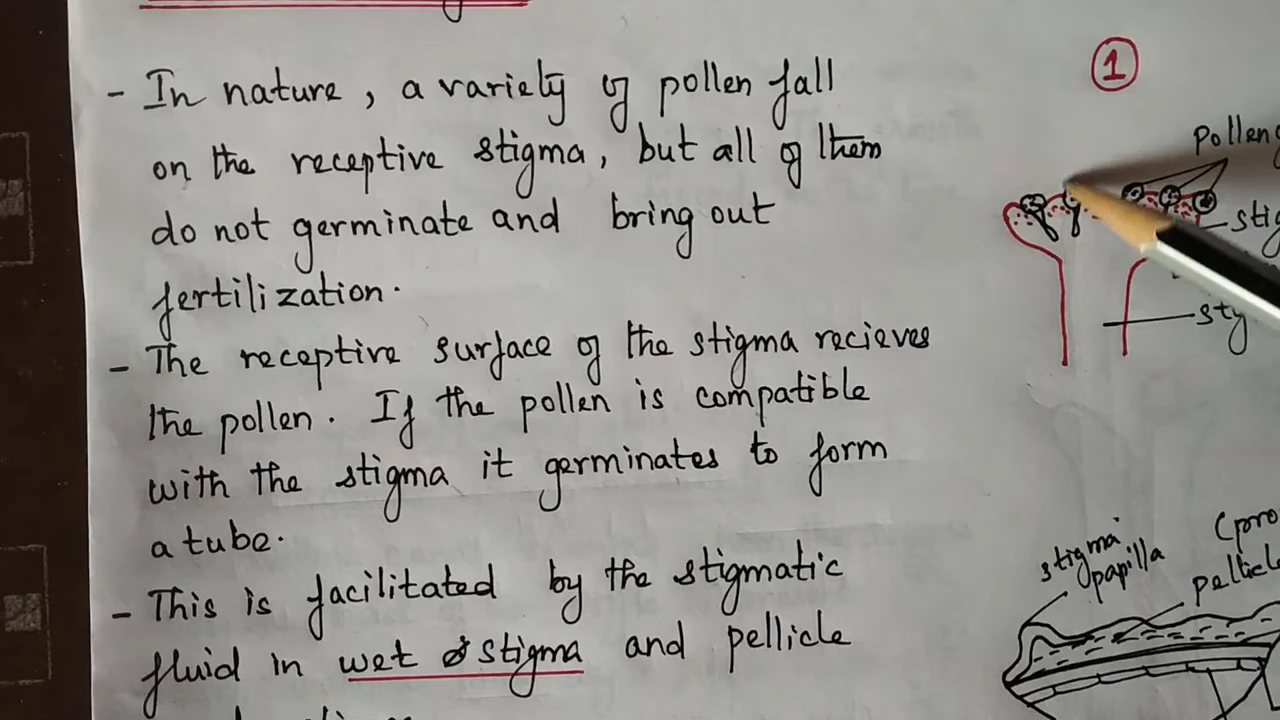 - In nature, a variety of pollen fall
on the receptive stigma, but all of them
do not germinate and bring out
fertilization.
- The receptive surface of the stigma recieves
the pollen. If the pollen is compatible
with the stigma it germinates to form
a tube.
- This is facilitated by the stigmatic
fluid in wet stigma and pellicle
1
pollen
stig
sty
stigma
papilla
(pro
pellicle